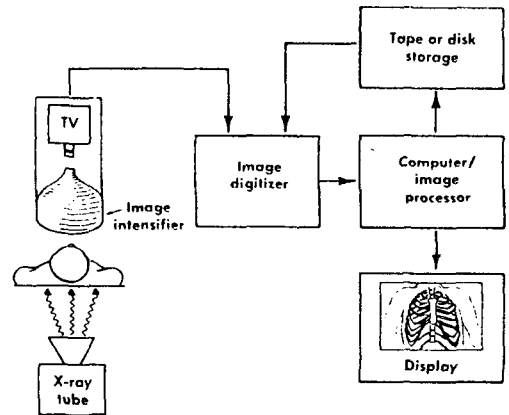 TV
Image
intensifier
X-ray
tube
Image
digitizer
Tape or disk
storage
Computer/
image
processor
Display